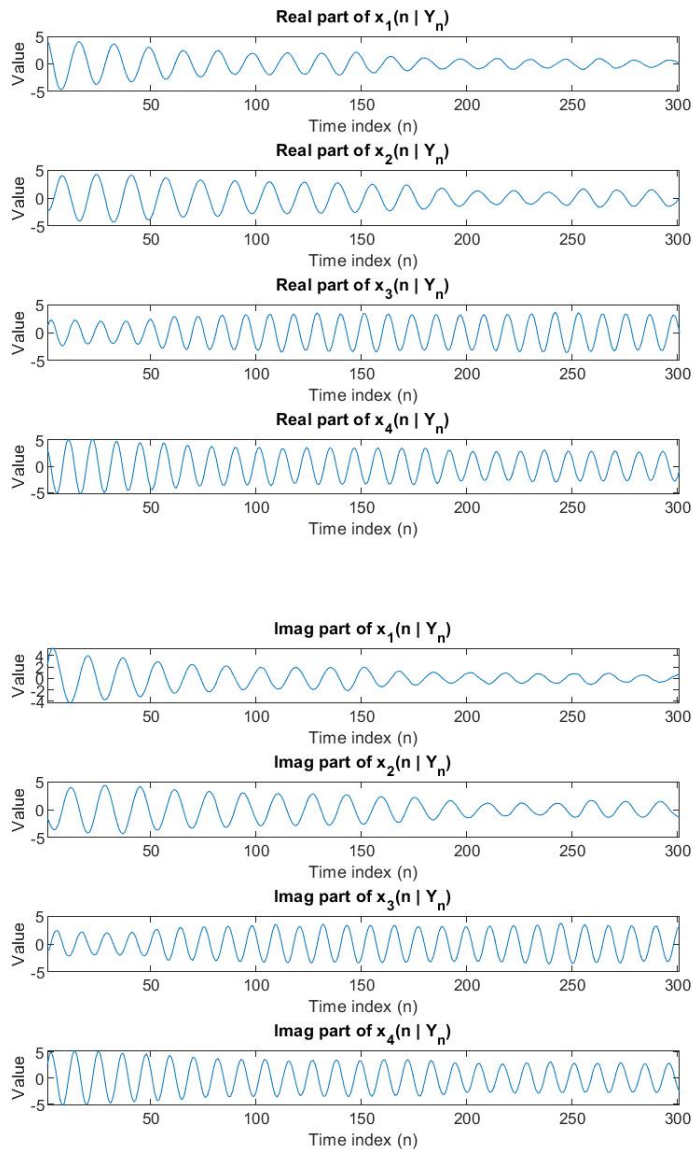 Real part of x1(n | Yn)
5
0
-5
Value
50 100 150 200 250 300
Time index (n)
Real part of x2(n | Yn)
5
0
-5
Value
50 100 150 200 250 300
Time index (n)
Real part of x3(n | Yn)
5
0
-5
Value
50 100 150 200 250 300
Time index (n)
Real part of x4(n | Yn)
5
0
-5
Value
50 100 150 200 250 300
Time index (n)
Imag part of x1(n | Yn)
4
2
0
-2
-4
Value
50 100 150 200 250 300
Time index (n)
Imag part of x2(n | Yn)
5
0
-5
Value
50 100 150 200 250 300
Time index (n)
Imag part of x3(n | Yn)
5
0
-5
Value
50 100 150 200 250 300
Time index (n)
Imag part of x4(n | Yn)
5
0
-5
Value
50 100 150 200 250 300
Time index (n)